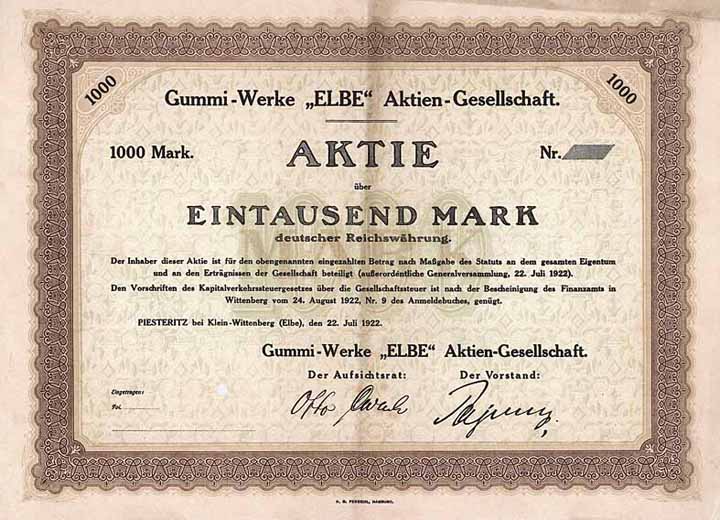 1000
1000
Gummi-Werke „ELBE“ Aktien-Gesellschaft.
1000 Mark.
AKTIE
Nr.
über
EINTAUSEND MARK
deutscher Reichswährung.
Der Inhaber dieser Aktie ist für den obengenannten eingezahlten Betrag nach Maßgabe des Statuts an dem gesamten Eigentum
und an den Erträgnissen der Gesellschaft beteiligt (außerordentliche Generalversammlung, 22. Juli 1922).
Den Vorschriften des Kapitalverkehrssteuergesetzes über die Gesellschaftsteuer ist nach der Bescheinigung des Finanzamts in
Wittenberg vom 24. August 1922, Nr. 9 des Anmeldebuches, genügt.
PIESTERITZ bei Klein-Wittenberg (Elbe), den 22. Juli 1922.
Gummi-Werke „ELBE“ Aktien-Gesellschaft.
Der Aufsichtsrat:
Der Vorstand:
Eingetragen:
Fol.
Otto
HAMBURG.